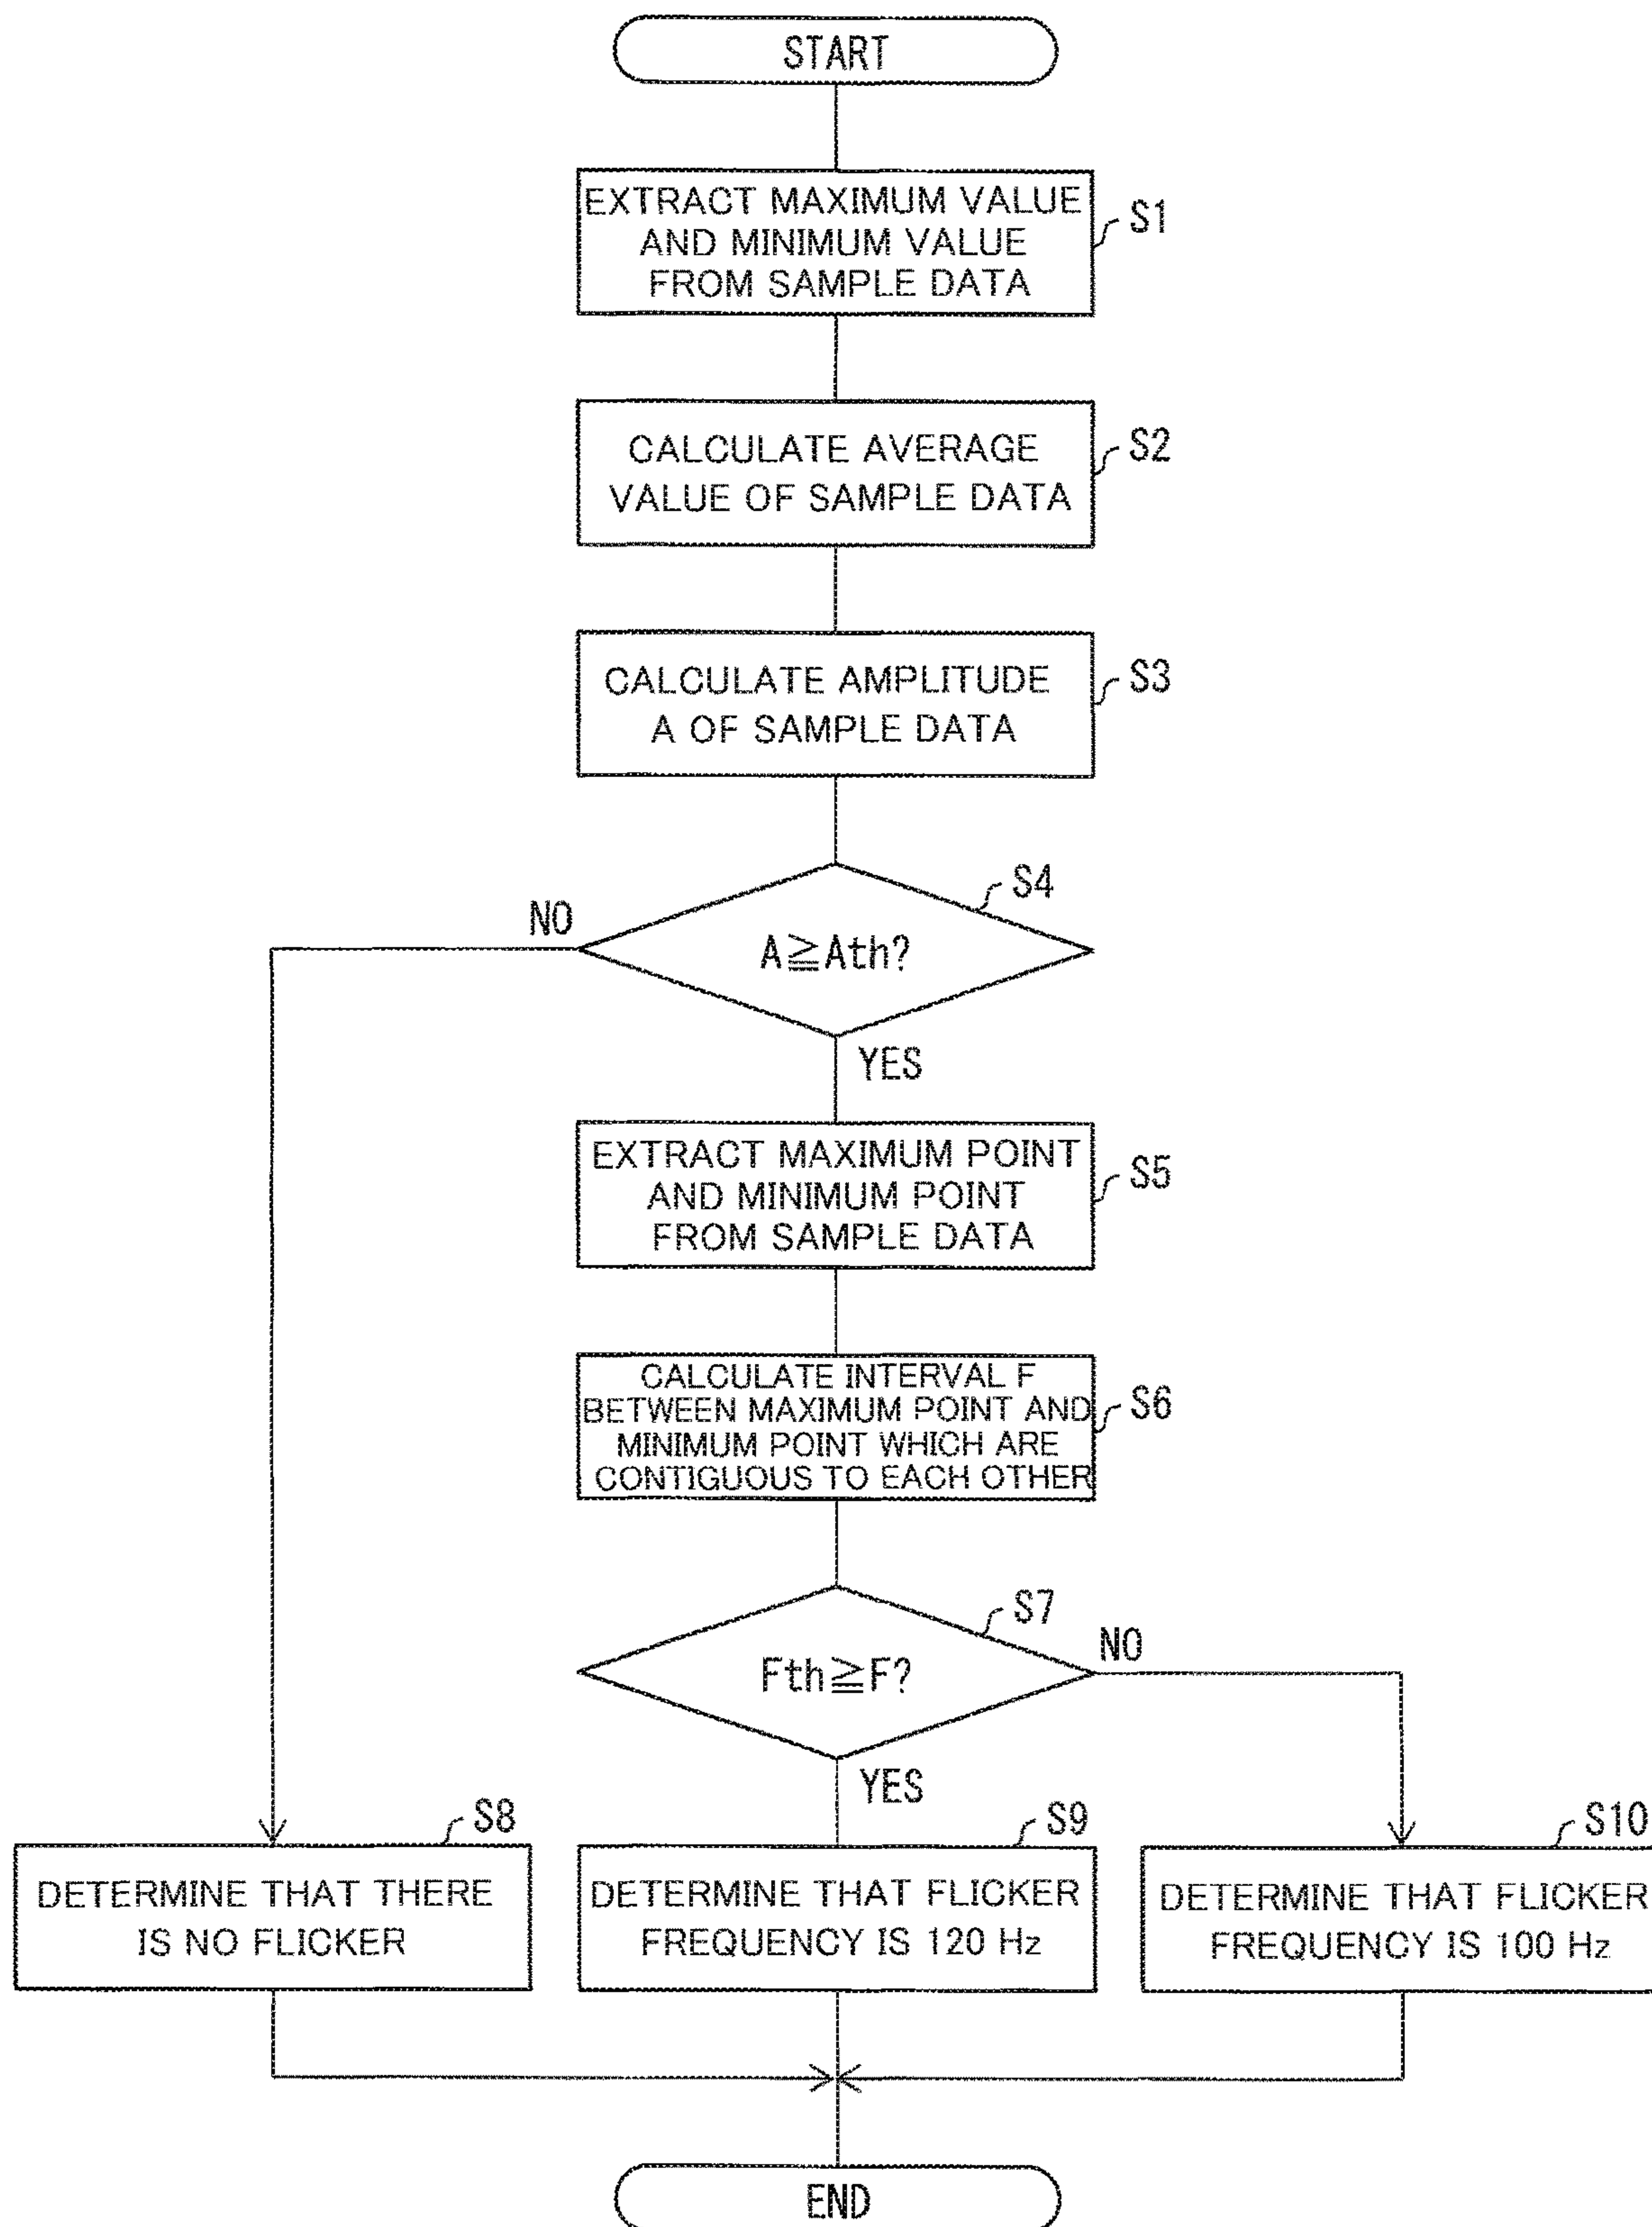 START
EXTRACT MAXIMUM VALUE
AND MINIMUM VALUE
FROM SAMPLE DATA
S1
CALCULATE AVERAGE
VALUE OF SAMPLE DATA
S2
CALCULATE AMPLITUDE
A OF SAMPLE DATA
S3
S4
NO
A≧Ath?
YES
EXTRACT MAXIMUM POINT
AND MINIMUM POINT
FROM SAMPLE DATA
S5
CALCULATE INTERVAL F
BETWEEN MAXIMUM POINT AND
MINIMUM POINT WHICH ARE
CONTIGUOUS TO EACH OTHER
S6
S7
NO
Fth≧F?
YES
S8
DETERMINE THAT THERE
IS NO FLICKER
S9
DETERMINE THAT FLICKER
FREQUENCY IS 120 Hz
S10
DETERMINE THAT FLICKER
FREQUENCY IS 100 Hz
END